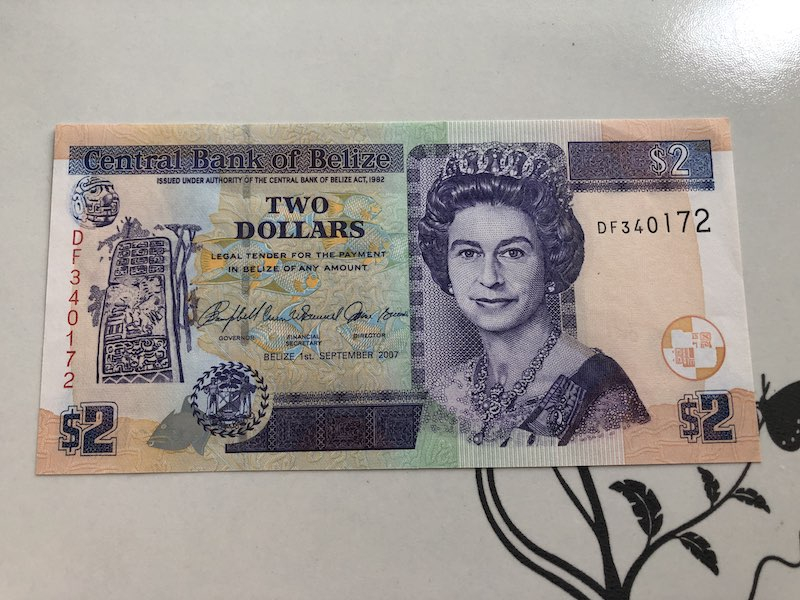 Central Bank of Belize
$2
ISSUED UNDER AUTHORITY OF THE CENTRAL BANK OF BELIZE ACT, 1982
TWO
DOLLARS
DF340172
LEGAL TENDER FOR THE PAYMENT
IN BELIZE OF ANY AMOUNT
DF340172
GOVERNOR
FINANCIAL
SECRETARY
DIRECTOR
BELIZE 1st. SEPTEMBER 2007
$2
$2